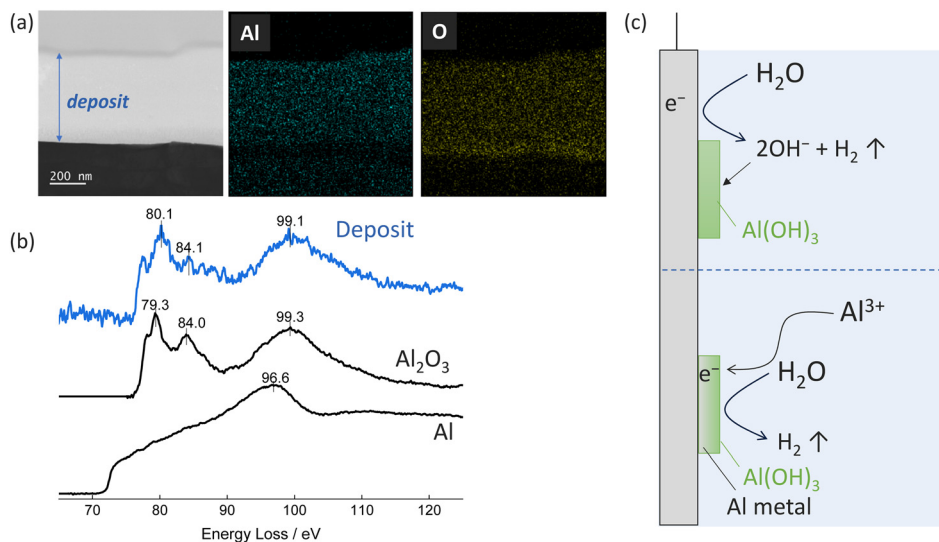 (a)
deposit
200 nm
Al
O
(b)
80.1
84.1
99.1
Deposit
79.3
84.0
99.3
Al₂O₃
96.6
Al
70 80 90 100 110 120
Energy Loss / eV
(c)
e⁻
H₂O
2OH⁻ + H₂ ↑
Al(OH)₃
Al³⁺
e⁻
H₂O
H₂ ↑
Al(OH)₃
Al metal